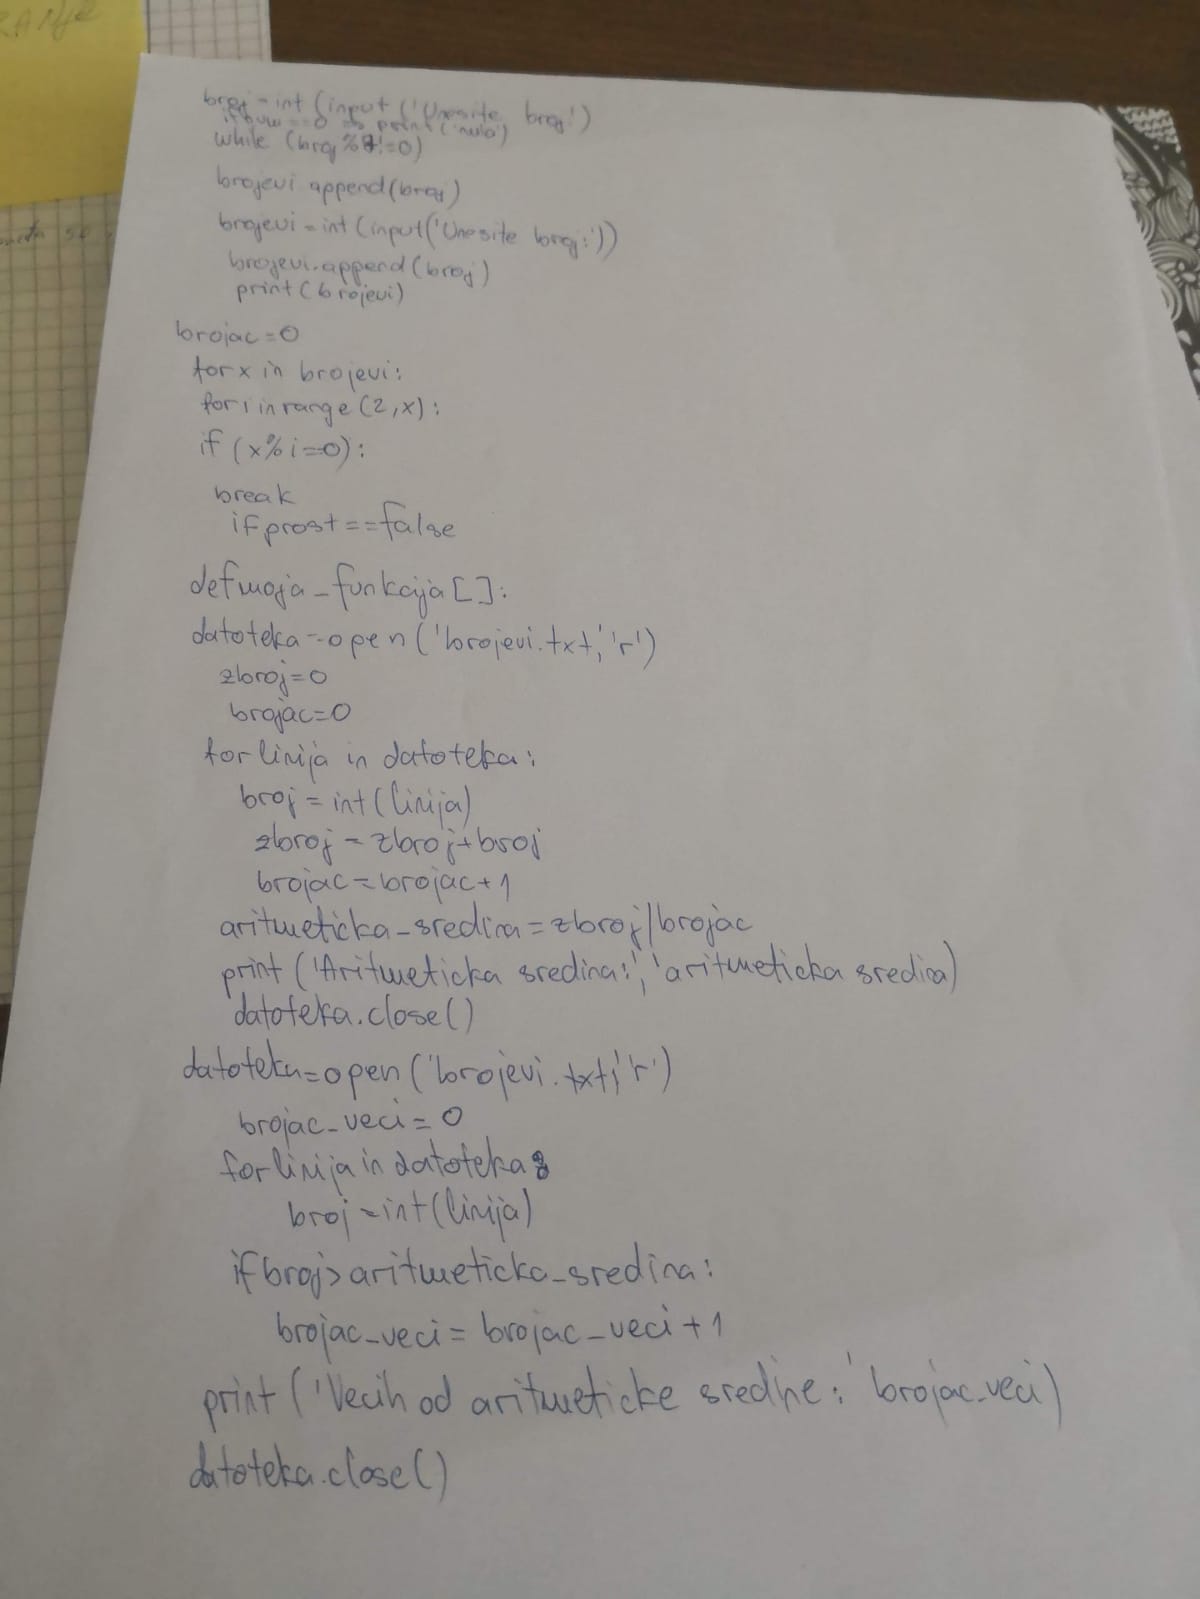 RANJE
broj=int(input('Unesite broj!')
if num==0 => print('nula')
while (broj%7!=0)
brojevi append(broj)
brojevi=int(input('Unesite broj:'))
brojevi.append(broj)
print(brojevi)
brojac=0
for x in brojevi:
for i in range(2,x):
if (x%i=0):
break
if prost==false
def moja_funkcija[]:
datoteka=open('brojevi.txt,'r')
zbroj=0
brojac=0
for linija in datoteka:
broj=int(linija)
zbroj=zbroj+broj
brojac=brojac+1
aritmeticka_sredina=zbroj/brojac
print('Aritmeticka sredina:','aritmeticka sredina)
datoteka.close()
datoteka=open('brojevi.txt,'r')
brojac_veci=0
for linija in datoteka:
broj=int(linija)
if broj>aritmeticka_sredina:
brojac_veci=brojac_veci+1
print('Vecih od aritmeticke sredine:' brojac_veci)
datoteka.close()